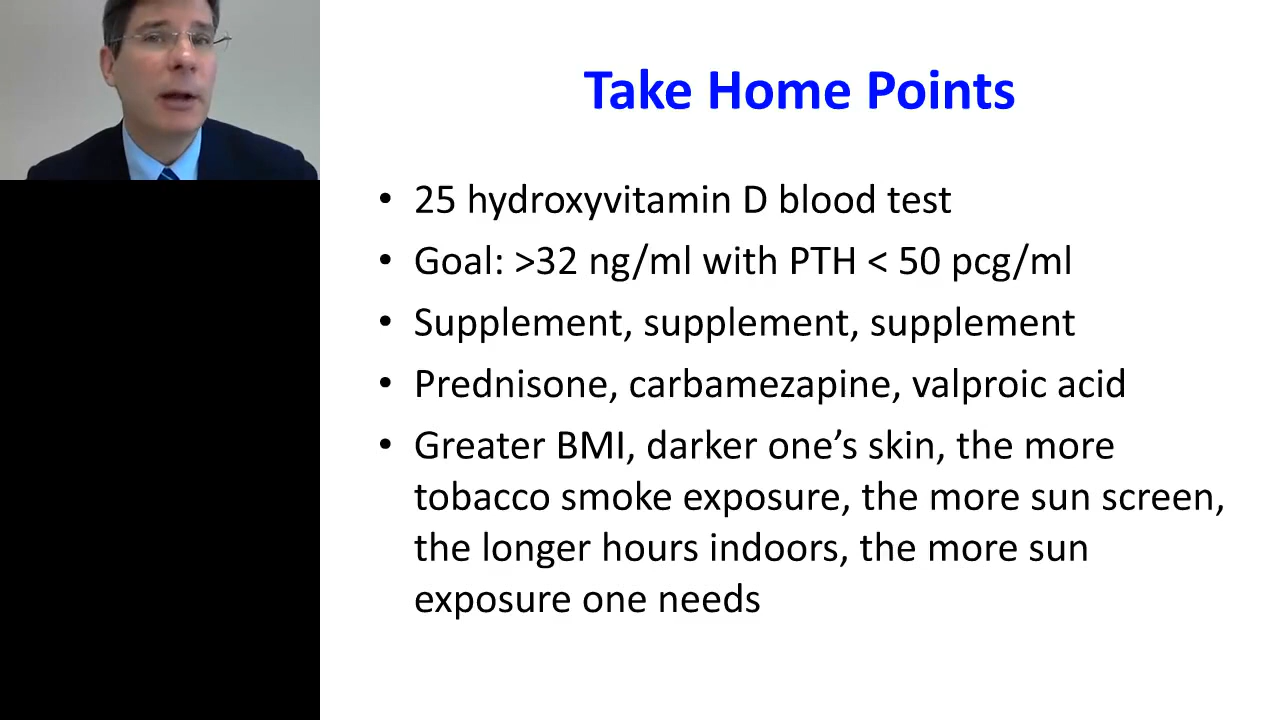 Take Home Points
• 25 hydroxyvitamin D blood test
• Goal: >32 ng/ml with PTH < 50 pcg/ml
• Supplement, supplement, supplement
• Prednisone, carbamezapine, valproic acid
• Greater BMI, darker one’s skin, the more
tobacco smoke exposure, the more sun screen,
the longer hours indoors, the more sun
exposure one needs